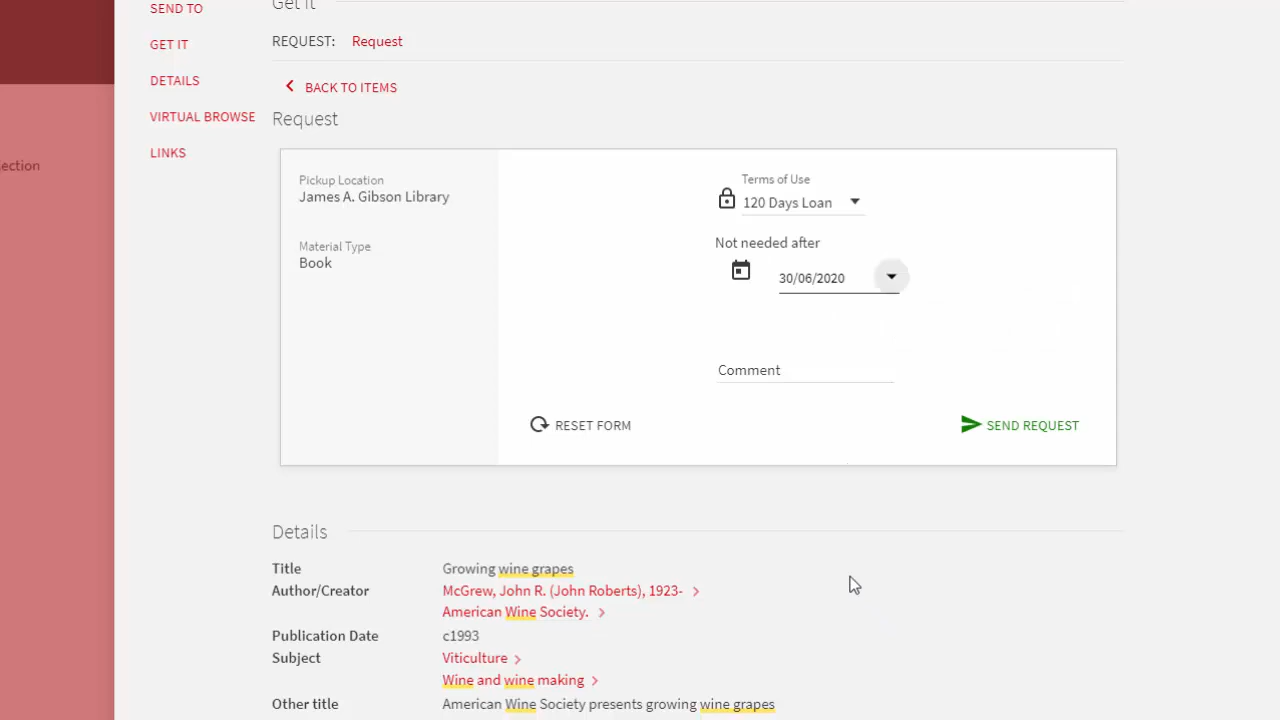 SEND TO
Get it
GET IT
REQUEST: Request
DETAILS
BACK TO ITEMS
VIRTUAL BROWSE
Request
LINKS
ection
Pickup Location
James A. Gibson Library
Material Type
Book
Terms of Use
120 Days Loan
Not needed after
30/06/2020
Comment
RESET FORM
SEND REQUEST
Details
Title Growing wine grapes
Author/Creator McGrew, John R. (John Roberts), 1923-
American Wine Society.
Publication Date c1993
Subject Viticulture
Wine and wine making
Other title American Wine Society presents growing wine grapes